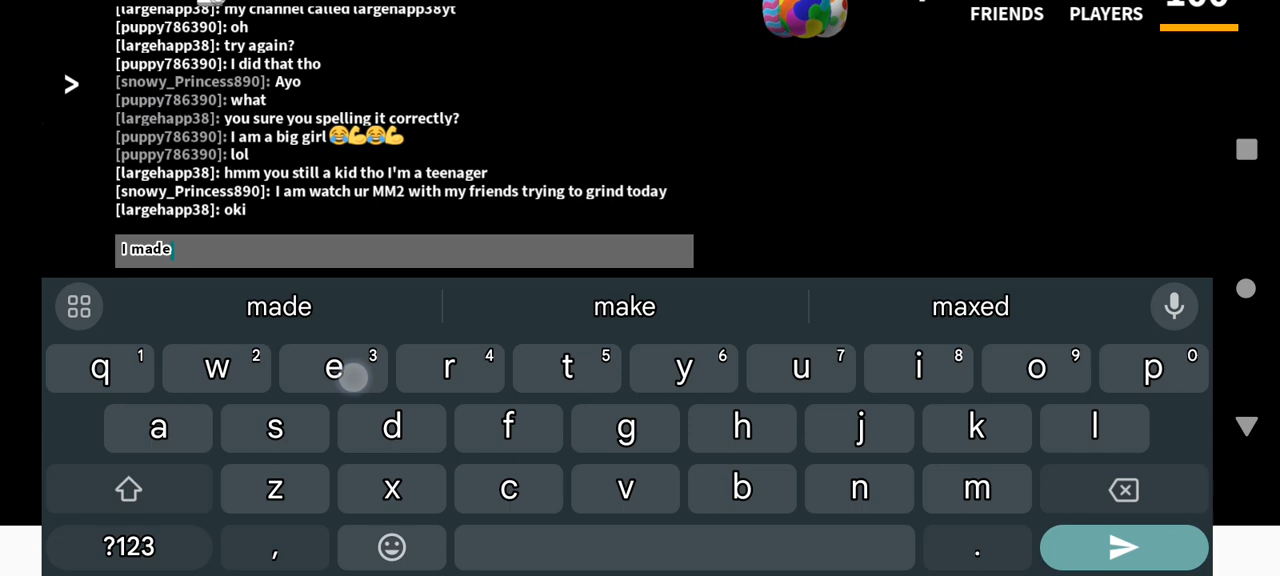 [largehapp38]: my channel called largehapp38yt
[puppy786390]: oh
[largehapp38]: try again?
[puppy786390]: I did that tho
[snowy_Princess890]: Ayo
[puppy786390]: what
[largehapp38]: you sure you spelling it correctly?
[puppy786390]: I am a big girl 😂💪😂💪
[puppy786390]: lol
[largehapp38]: hmm you still a kid tho I'm a teenager
[snowy_Princess890]: I am watch ur MM2 with my friends trying to grind today
[largehapp38]: oki
>
FRIENDS PLAYERS 100
I made
made make maxed
q 1 w 2 e 3 r 4 t 5 y 6 u 7 i 8 o 9 p 0
a s d f g h j k l
z x c v b n m
?123 , .